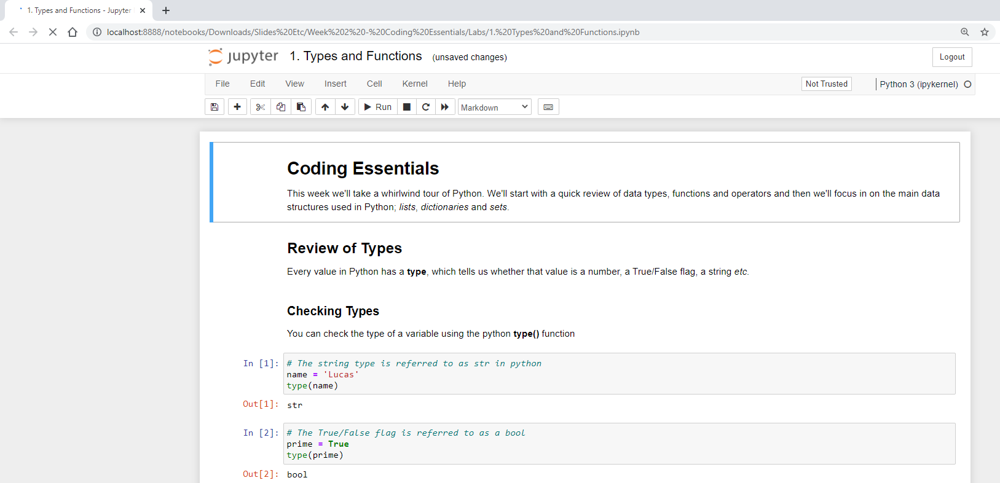 1. Types and Functions - Jupyter
localhost:8888/notebooks/Downloads/Slides%20Etc/Week%202%20-%20Coding%20Essentials/Labs/1.%20Types%20and%20Functions.ipynb
jupyter 1. Types and Functions (unsaved changes) Logout
File Edit View Insert Cell Kernel Help Not Trusted Python 3 (ipykernel)
Run Markdown
Coding Essentials
This week we'll take a whirlwind tour of Python. We'll start with a quick review of data types, functions and operators and then we'll focus in on the main data
structures used in Python; lists, dictionaries and sets.
Review of Types
Every value in Python has a type, which tells us whether that value is a number, a True/False flag, a string etc.
Checking Types
You can check the type of a variable using the python type() function
In [1]: # The string type is referred to as str in python
name = 'Lucas'
type(name)
Out[1]: str
In [2]: # The True/False flag is referred to as a bool
prime = True
type(prime)
Out[2]: bool